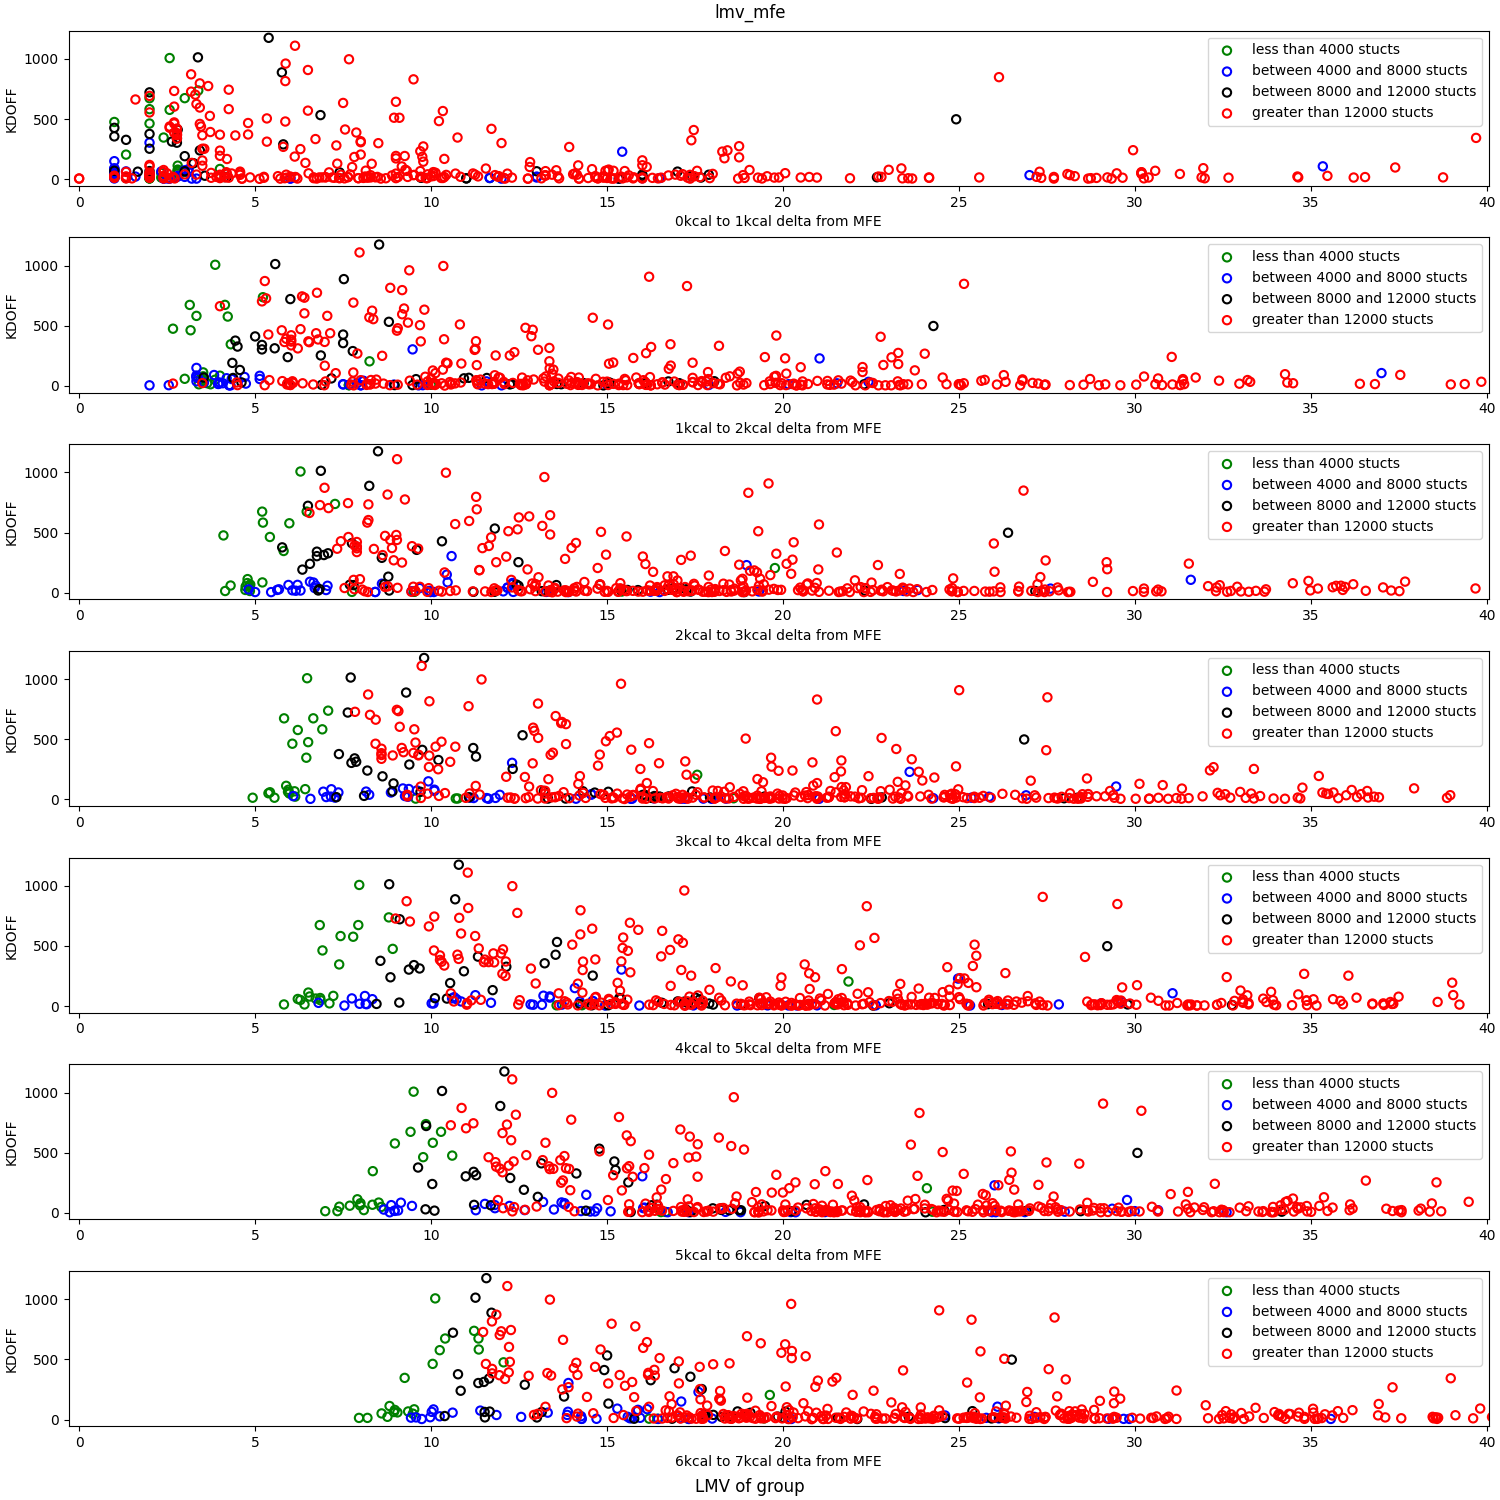 lmv_mfe
less than 4000 stucts
between 4000 and 8000 stucts
between 8000 and 12000 stucts
greater than 12000 stucts
KDOFF
1000
500
0
0 5 10 15 20 25 30 35 40
0kcal to 1kcal delta from MFE
less than 4000 stucts
between 4000 and 8000 stucts
between 8000 and 12000 stucts
greater than 12000 stucts
KDOFF
1000
500
0
0 5 10 15 20 25 30 35 40
1kcal to 2kcal delta from MFE
less than 4000 stucts
between 4000 and 8000 stucts
between 8000 and 12000 stucts
greater than 12000 stucts
KDOFF
1000
500
0
0 5 10 15 20 25 30 35 40
2kcal to 3kcal delta from MFE
less than 4000 stucts
between 4000 and 8000 stucts
between 8000 and 12000 stucts
greater than 12000 stucts
KDOFF
1000
500
0
0 5 10 15 20 25 30 35 40
3kcal to 4kcal delta from MFE
less than 4000 stucts
between 4000 and 8000 stucts
between 8000 and 12000 stucts
greater than 12000 stucts
KDOFF
1000
500
0
0 5 10 15 20 25 30 35 40
4kcal to 5kcal delta from MFE
less than 4000 stucts
between 4000 and 8000 stucts
between 8000 and 12000 stucts
greater than 12000 stucts
KDOFF
1000
500
0
0 5 10 15 20 25 30 35 40
5kcal to 6kcal delta from MFE
less than 4000 stucts
between 4000 and 8000 stucts
between 8000 and 12000 stucts
greater than 12000 stucts
KDOFF
1000
500
0
0 5 10 15 20 25 30 35 40
6kcal to 7kcal delta from MFE
LMV of group